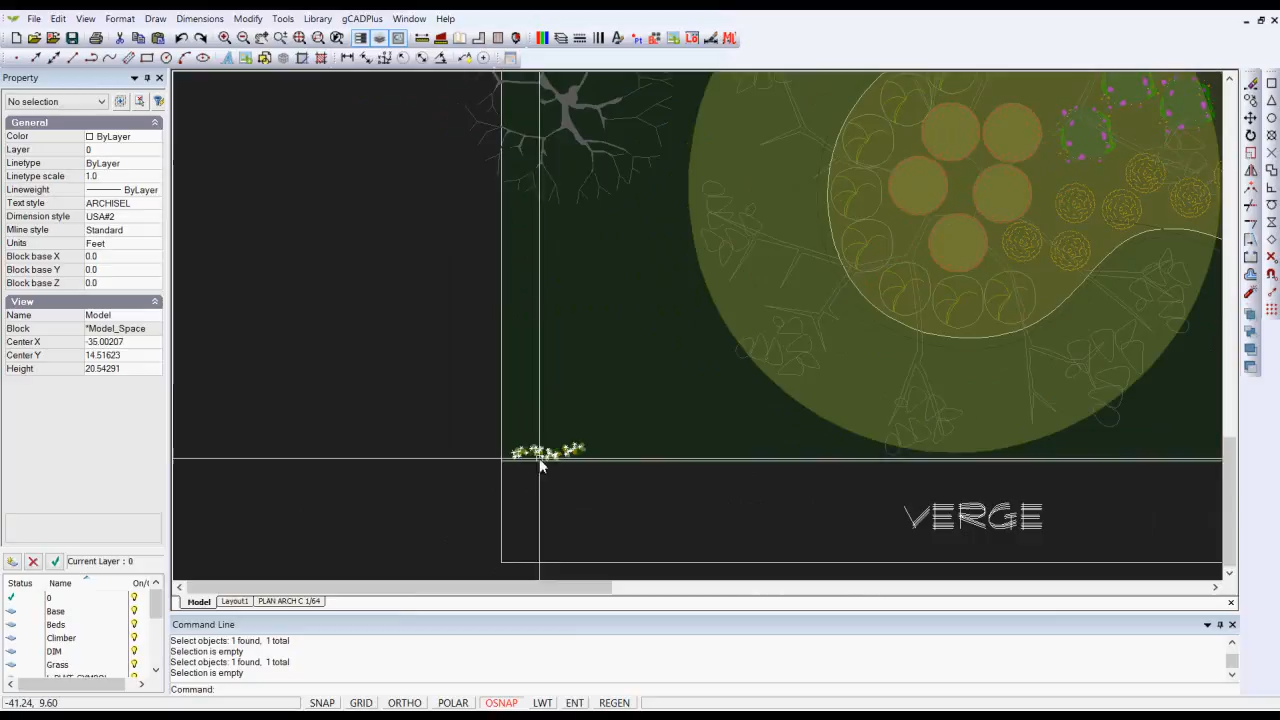 File Edit View Format Draw Dimensions Modify Tools Library gCADPlus Window Help
Property
No selection
General
Color ByLayer
Layer 0
Linetype ByLayer
Linetype scale 1.0
Lineweight ByLayer
Text style ARCHISEL
Dimension style USA#2
Mline style Standard
Units Feet
Block base X 0.0
Block base Y 0.0
Block base Z 0.0
View
Model
Block *Model_Space
Center X -35.00207
Center Y 14.51623
Height 20.54291
VERGE
Current Layer : 0
Status Name On/(
0
Base
Beds
Climber
DIM
Grass
Model Layout1 PLAN ARCH C 1/64
Command Line
Select objects: 1 found, 1 total
Selection is empty
Select objects: 1 found, 1 total
Selection is empty
Command:
-41.24, 9.60 SNAP GRID ORTHO POLAR OSNAP LWT ENT REGEN